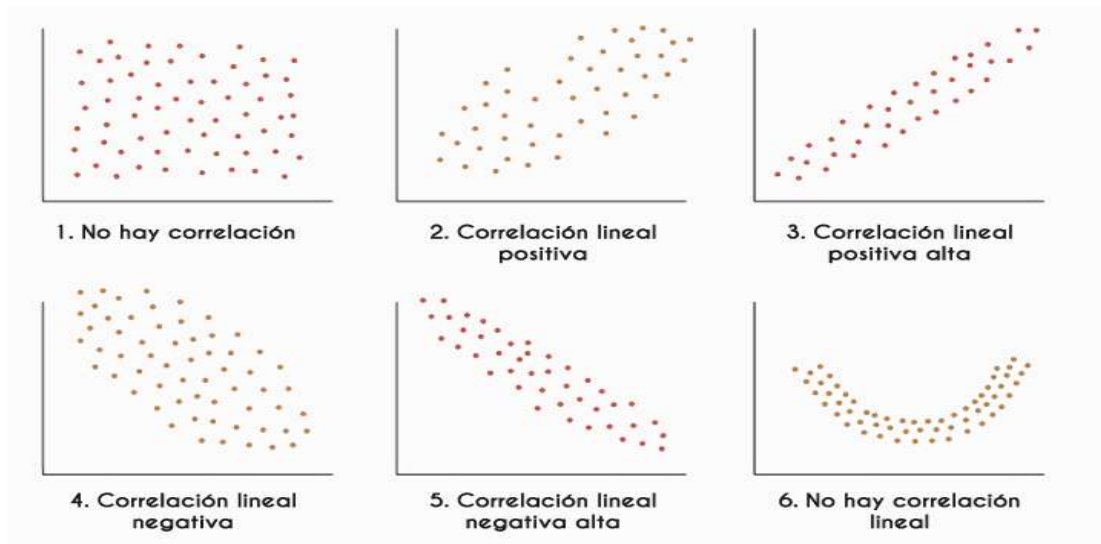 1. No hay correlación
2. Correlación lineal
positiva
3. Correlación lineal
positiva alta
4. Correlación lineal
negativa
5. Correlación lineal
negativa alta
6. No hay correlación
lineal